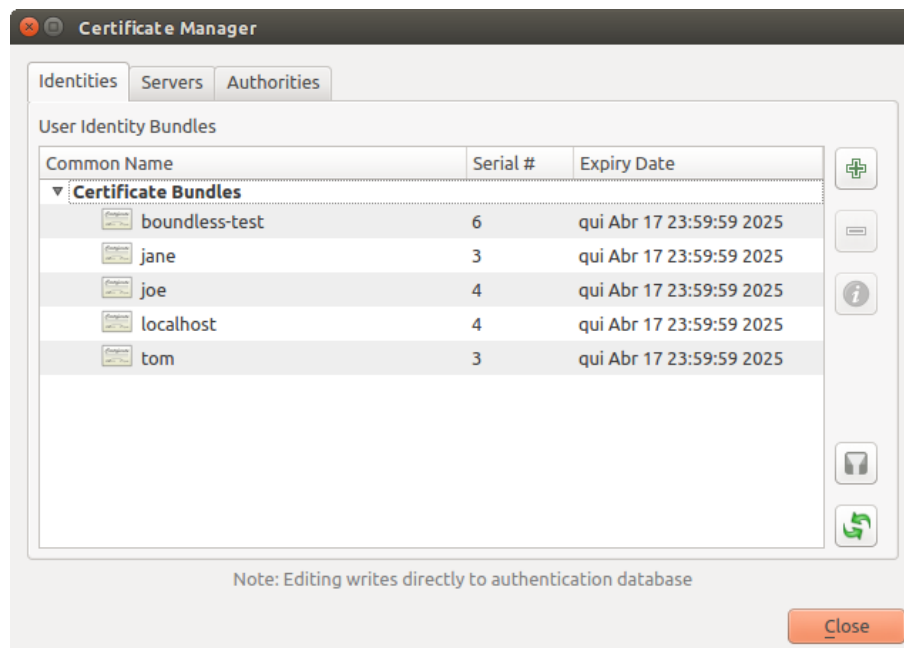 Certificate Manager
Identities Servers Authorities
User Identity Bundles
Common Name Serial # Expiry Date
Certificate Bundles
boundless-test 6 qui Abr 17 23:59:59 2025
jane 3 qui Abr 17 23:59:59 2025
joe 4 qui Abr 17 23:59:59 2025
localhost 4 qui Abr 17 23:59:59 2025
tom 3 qui Abr 17 23:59:59 2025
Note: Editing writes directly to authentication database
Close